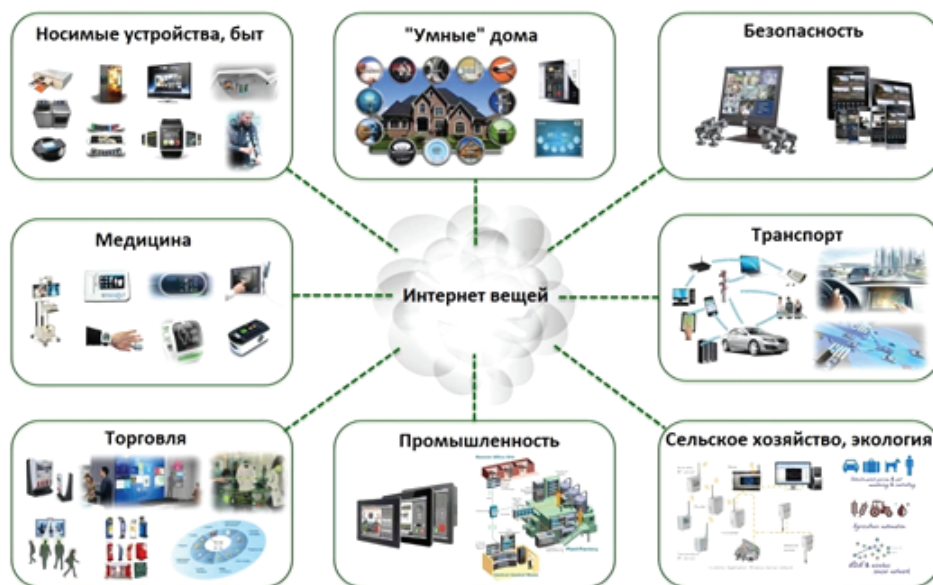 Носимые устройства, быт
"Умные" дома
Безопасность
Медицина
Интернет вещей
Транспорт
Торговля
Промышленность
Сельское хозяйство, экология